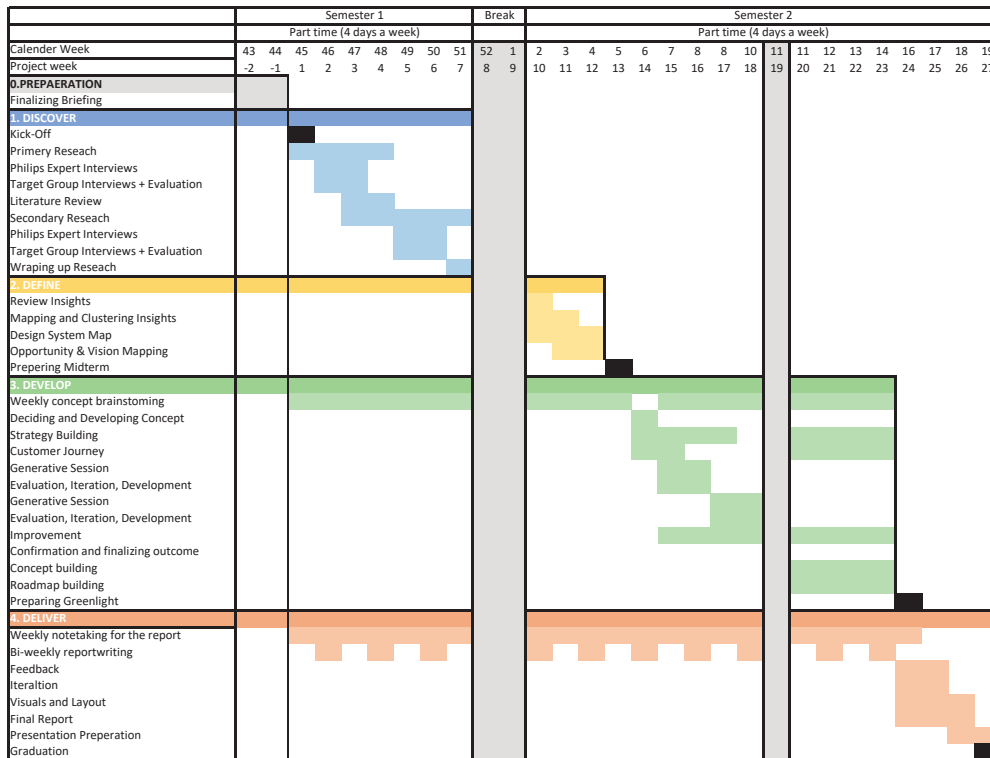 Semester 1 Break Semester 2
Part time (4 days a week) Part time (4 days a week)
Calender Week 43 44 45 46 47 48 49 50 51 52 1 2 3 4 5 6 6 7 8 8 10 11 11 12 13 14 16 17 18 19
Project week -2 -1 1 2 3 4 5 6 7 8 9 10 11 12 13 14 15 16 17 18 19 20 21 22 23 24 25 26 27
0.PREPAERATION
Finalizing Briefing
1. DISCOVER
Kick-Off
Primery Reseach
Philips Expert Interviews
Target Group Interviews + Evaluation
Literature Review
Secondary Reseach
Philips Expert Interviews
Target Group Interviews + Evaluation
Wraping up Reseach
2. DEFINE
Review Insights
Mapping and Clustering Insights
Design System Map
Opportunity & Vision Mapping
Prepering Midterm
3. DEVELOP
Weekly concept brainstoming
Deciding and Developing Concept
Strategy Building
Customer Journey
Generative Session
Evaluation, Iteration, Development
Generative Session
Evaluation, Iteration, Development
Improvement
Confirmation and finalizing outcome
Concept building
Roadmap building
Preparing Greenlight
4. DELIVER
Weekly notetaking for the report
Bi-weekly reportwriting
Feedback
Iteraltion
Visuals and Layout
Final Report
Presentation Preperation
Graduation